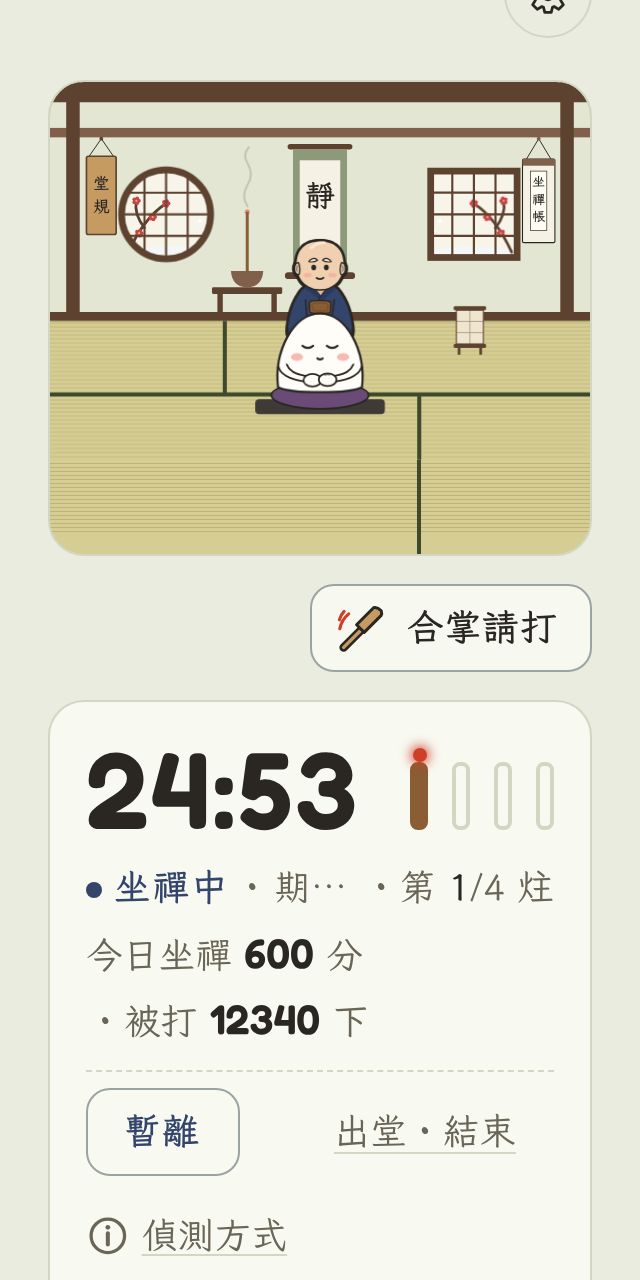 堂規
靜
坐禪帳
合掌請打
24:53
坐禪中 · 期… · 第 1/4 炷
今日坐禪 600 分
· 被打 12340 下
暫離
出堂・結束
偵測方式